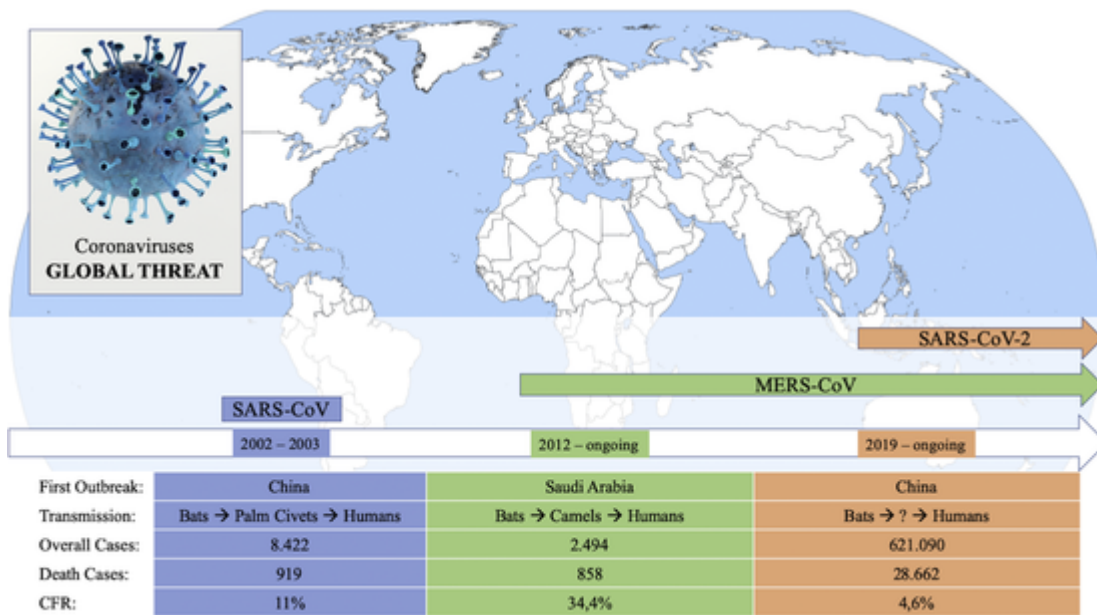 Coronaviruses
GLOBAL THREAT
SARS-CoV-2
MERS-CoV
SARS-CoV
2002 – 2003 2012 – ongoing 2019 – ongoing
First Outbreak: China Saudi Arabia China
Transmission: Bats → Palm Civets → Humans Bats → Camels → Humans Bats → ? → Humans
Overall Cases: 8.422 2.494 621.090
Death Cases: 919 858 28.662
CFR: 11% 34,4% 4,6%